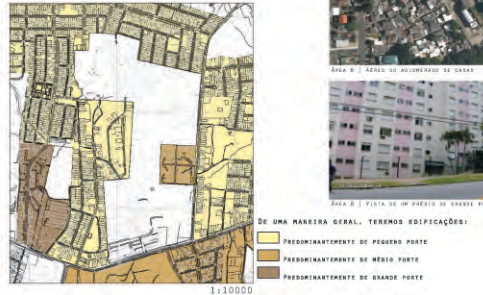 ÁREA B | AÉREO DO AGLOMERADO DE CASAS
ÁREA B | VISTA DE UM PRÉDIO DE GRANDE
DE UMA MANEIRA GERAL, TEREMOS EDIFICAÇÕES:
PREDOMINANTEMENTE DE PEQUENO PORTE
PREDOMINANTEMENTE DE MÉDIO PORTE
PREDOMINANTEMENTE DE GRANDE PORTE
1:10000